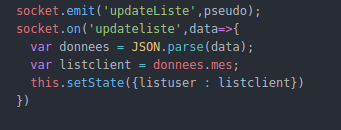 socket.emit('updateListe',pseudo);
socket.on('updateliste',data=>{
var donnees = JSON.parse(data);
var listclient = donnees.mes;
this.setState({listuser : listclient})
})